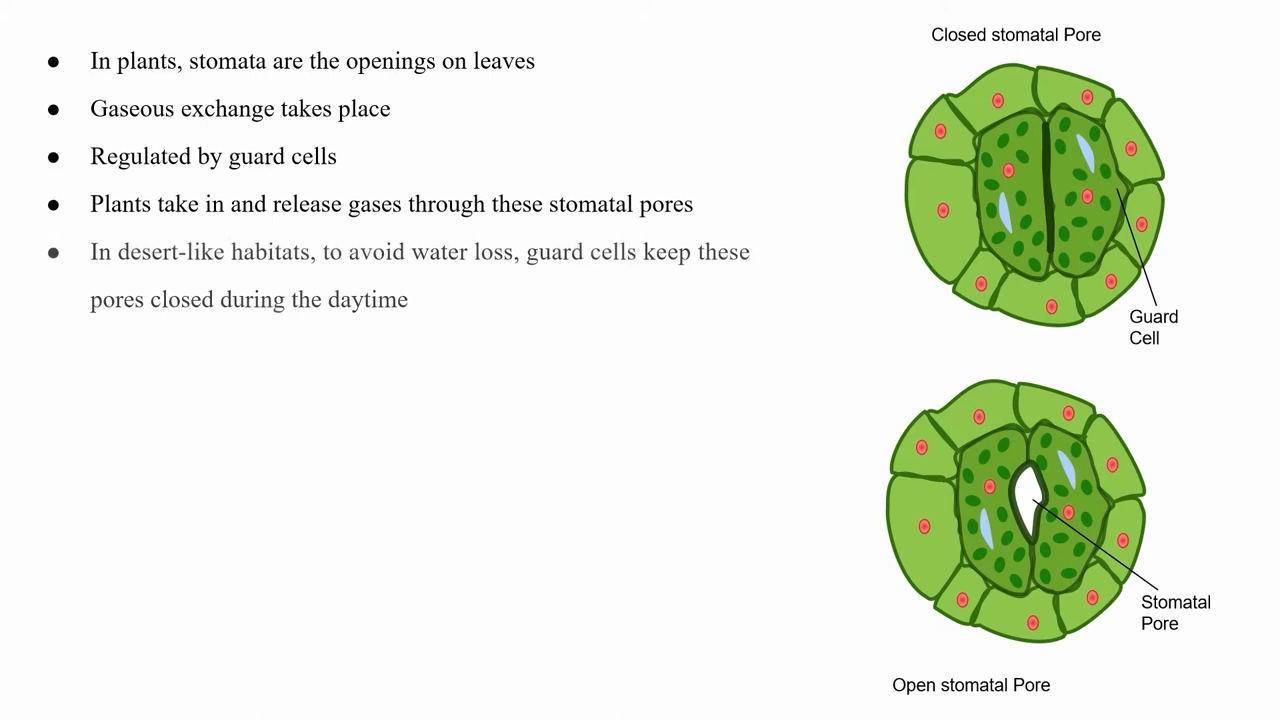 ● In plants, stomata are the openings on leaves
● Gaseous exchange takes place
● Regulated by guard cells
● Plants take in and release gases through these stomatal pores
● In desert-like habitats, to avoid water loss, guard cells keep these
pores closed during the daytime
Closed stomatal Pore
Guard
Cell
Stomatal
Pore
Open stomatal Pore